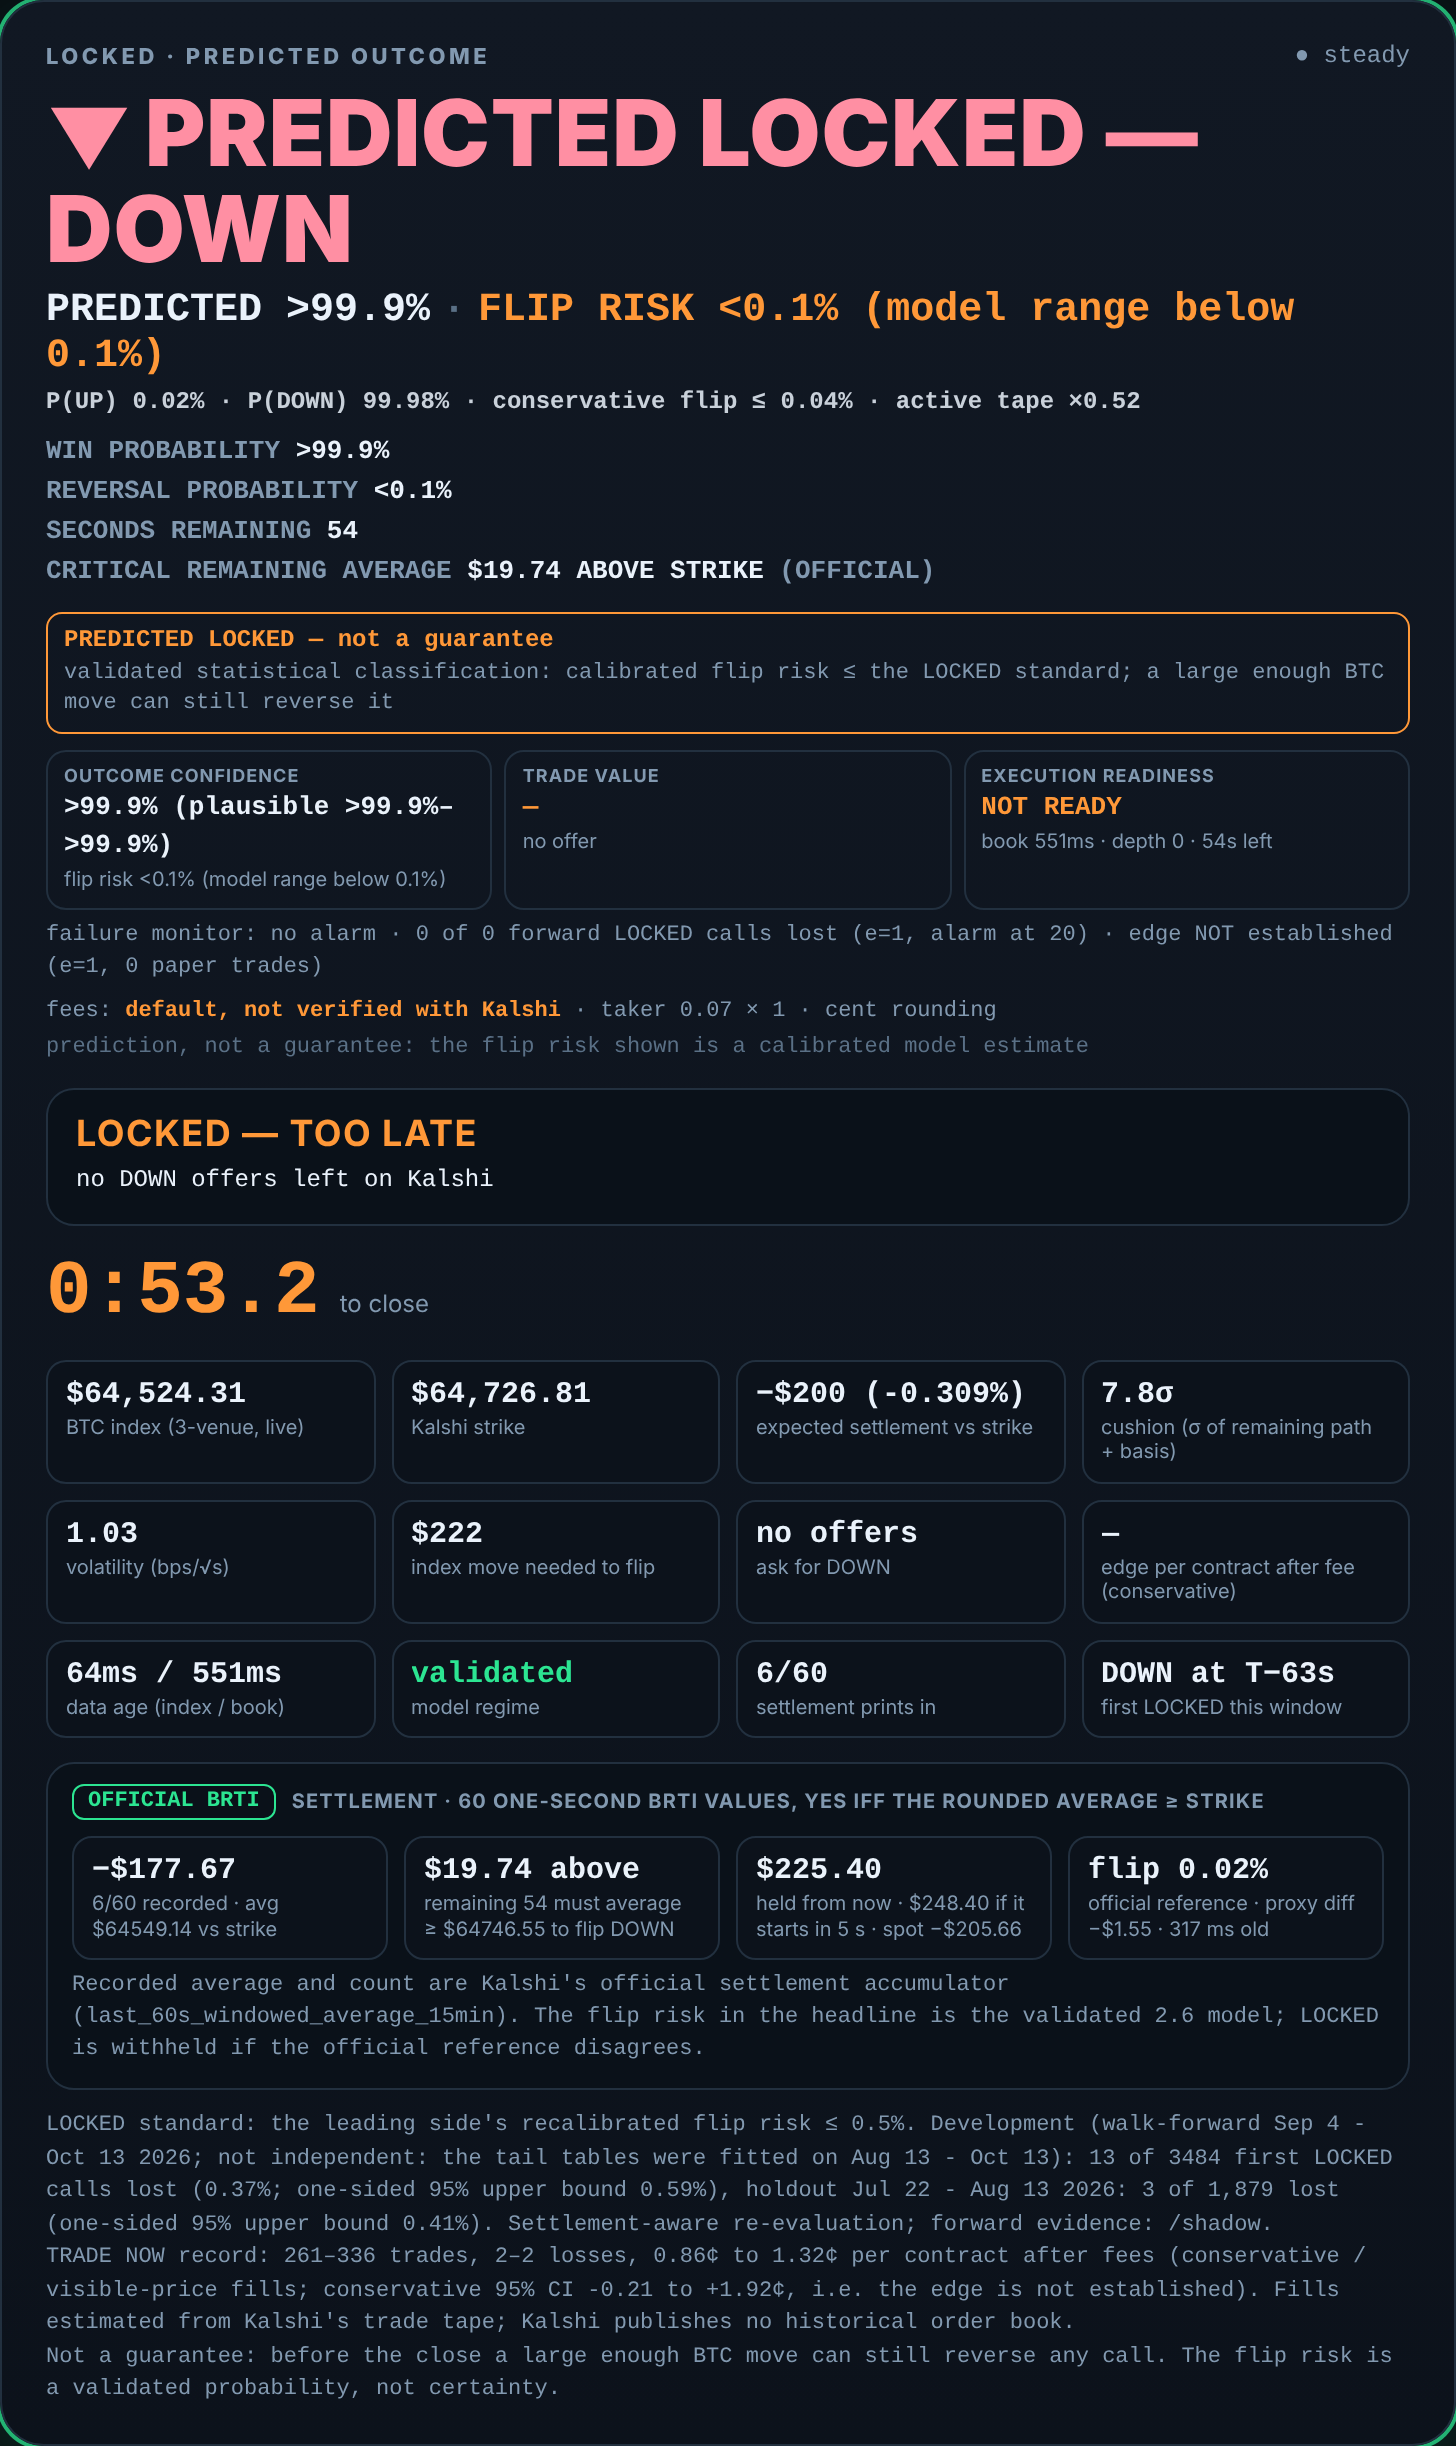 LOCKED · PREDICTED OUTCOME
● steady
▼ PREDICTED LOCKED —
DOWN
PREDICTED >99.9% · FLIP RISK <0.1% (model range below
0.1%)
P(UP) 0.02% · P(DOWN) 99.98% · conservative flip ≤ 0.04% · active tape ×0.52
WIN PROBABILITY >99.9%
REVERSAL PROBABILITY <0.1%
SECONDS REMAINING 54
CRITICAL REMAINING AVERAGE $19.74 ABOVE STRIKE (OFFICIAL)
PREDICTED LOCKED — not a guarantee
validated statistical classification: calibrated flip risk ≤ the LOCKED standard; a large enough BTC
move can still reverse it
OUTCOME CONFIDENCE
>99.9% (plausible >99.9%–
>99.9%)
flip risk <0.1% (model range below 0.1%)
TRADE VALUE
—
no offer
EXECUTION READINESS
NOT READY
book 551ms · depth 0 · 54s left
failure monitor: no alarm · 0 of 0 forward LOCKED calls lost (e=1, alarm at 20) · edge NOT established
(e=1, 0 paper trades)
fees: default, not verified with Kalshi · taker 0.07 × 1 · cent rounding
prediction, not a guarantee: the flip risk shown is a calibrated model estimate
LOCKED — TOO LATE
no DOWN offers left on Kalshi
0:53.2 to close
$64,524.31
BTC index (3-venue, live)
$64,726.81
Kalshi strike
−$200 (-0.309%)
expected settlement vs strike
7.8σ
cushion (σ of remaining path
+ basis)
1.03
volatility (bps/√s)
$222
index move needed to flip
no offers
ask for DOWN
—
edge per contract after fee
(conservative)
64ms / 551ms
data age (index / book)
validated
model regime
6/60
settlement prints in
DOWN at T−63s
first LOCKED this window
OFFICIAL BRTI SETTLEMENT · 60 ONE-SECOND BRTI VALUES, YES IFF THE ROUNDED AVERAGE ≥ STRIKE
−$177.67
6/60 recorded · avg
$64549.14 vs strike
$19.74 above
remaining 54 must average
≥ $64746.55 to flip DOWN
$225.40
held from now · $248.40 if it
starts in 5 s · spot −$205.66
flip 0.02%
official reference · proxy diff
−$1.55 · 317 ms old
Recorded average and count are Kalshi's official settlement accumulator
(last_60s_windowed_average_15min). The flip risk in the headline is the validated 2.6 model; LOCKED
is withheld if the official reference disagrees.
LOCKED standard: the leading side's recalibrated flip risk ≤ 0.5%. Development (walk-forward Sep 4 -
Oct 13 2026; not independent: the tail tables were fitted on Aug 13 - Oct 13): 13 of 3484 first LOCKED
calls lost (0.37%; one-sided 95% upper bound 0.59%), holdout Jul 22 - Aug 13 2026: 3 of 1,879 lost
(one-sided 95% upper bound 0.41%). Settlement-aware re-evaluation; forward evidence: /shadow.
TRADE NOW record: 261–336 trades, 2–2 losses, 0.86¢ to 1.32¢ per contract after fees (conservative /
visible-price fills; conservative 95% CI -0.21 to +1.92¢, i.e. the edge is not established). Fills
estimated from Kalshi's trade tape; Kalshi publishes no historical order book.
Not a guarantee: before the close a large enough BTC move can still reverse any call. The flip risk is
a validated probability, not certainty.